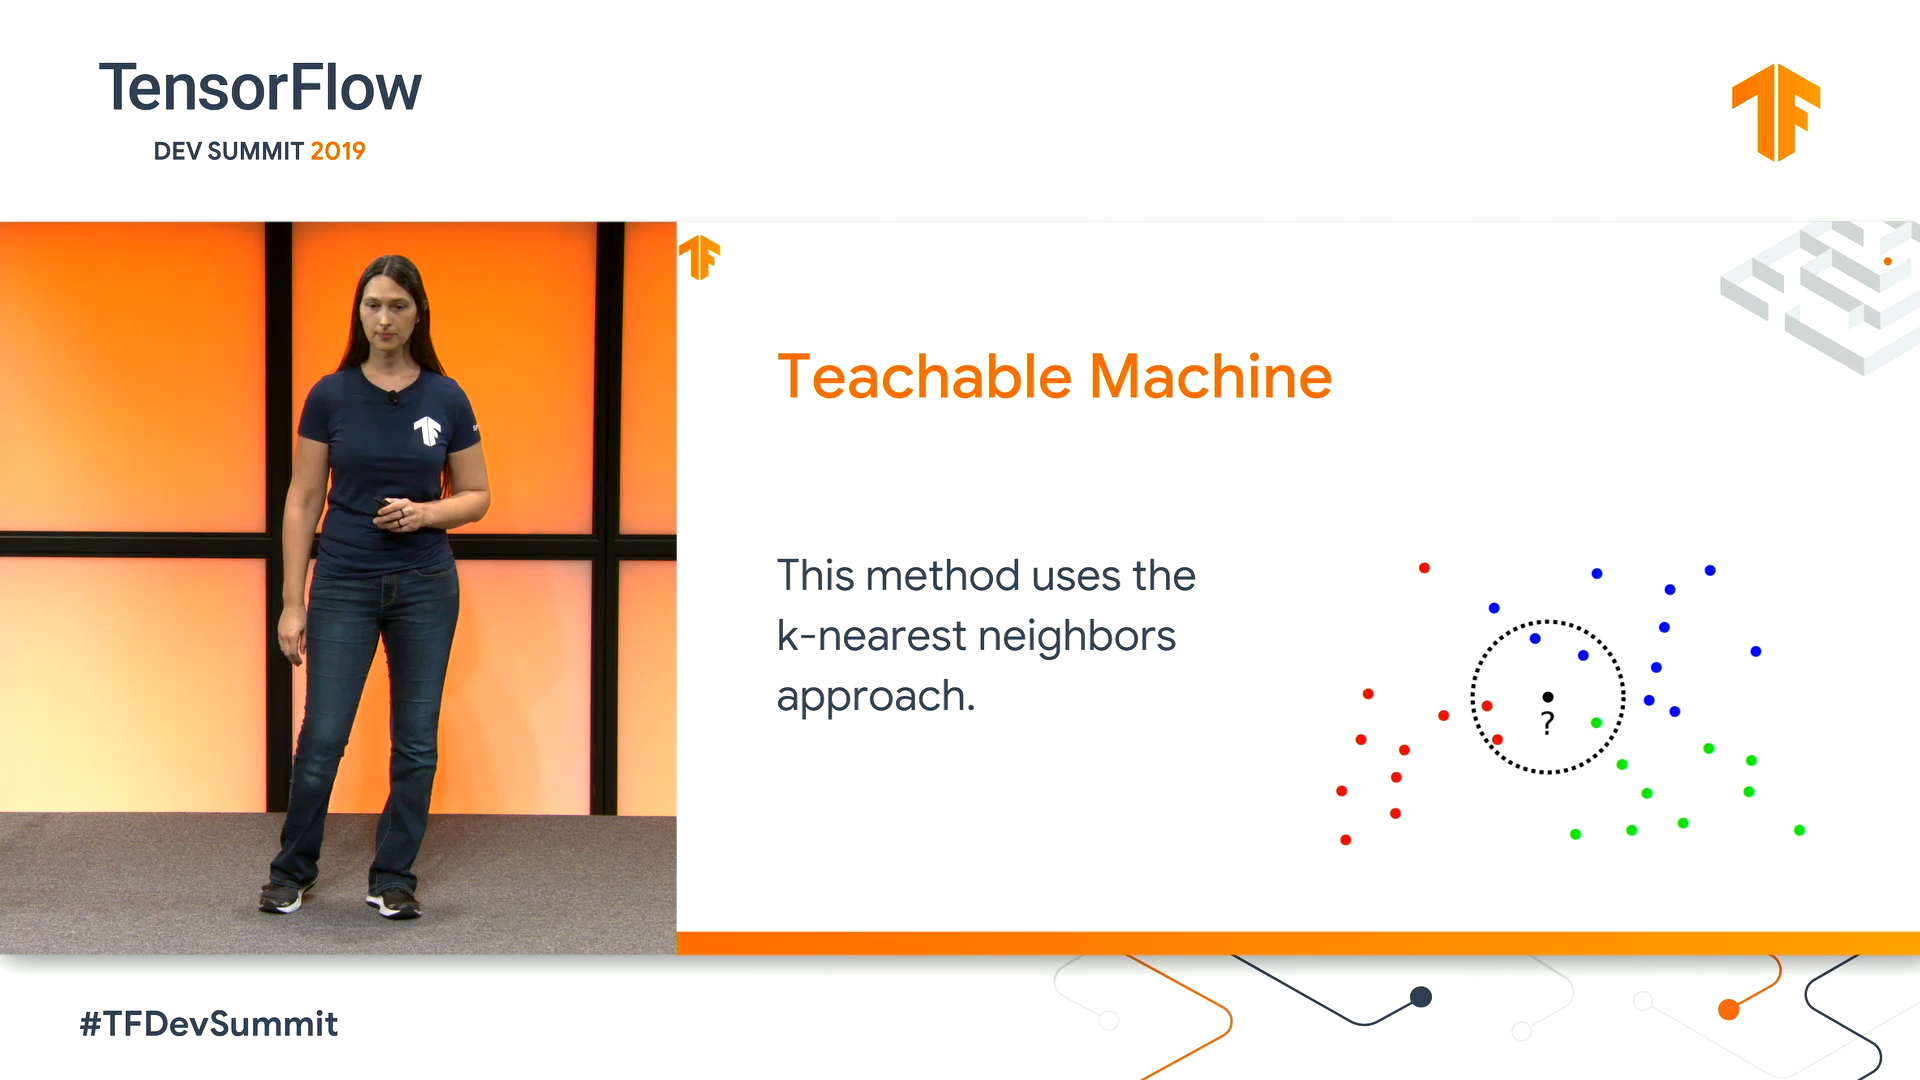 TensorFlow
DEV SUMMIT 2019
Teachable Machine
This method uses the
k-nearest neighbors
approach.
?
#TFDevSummit